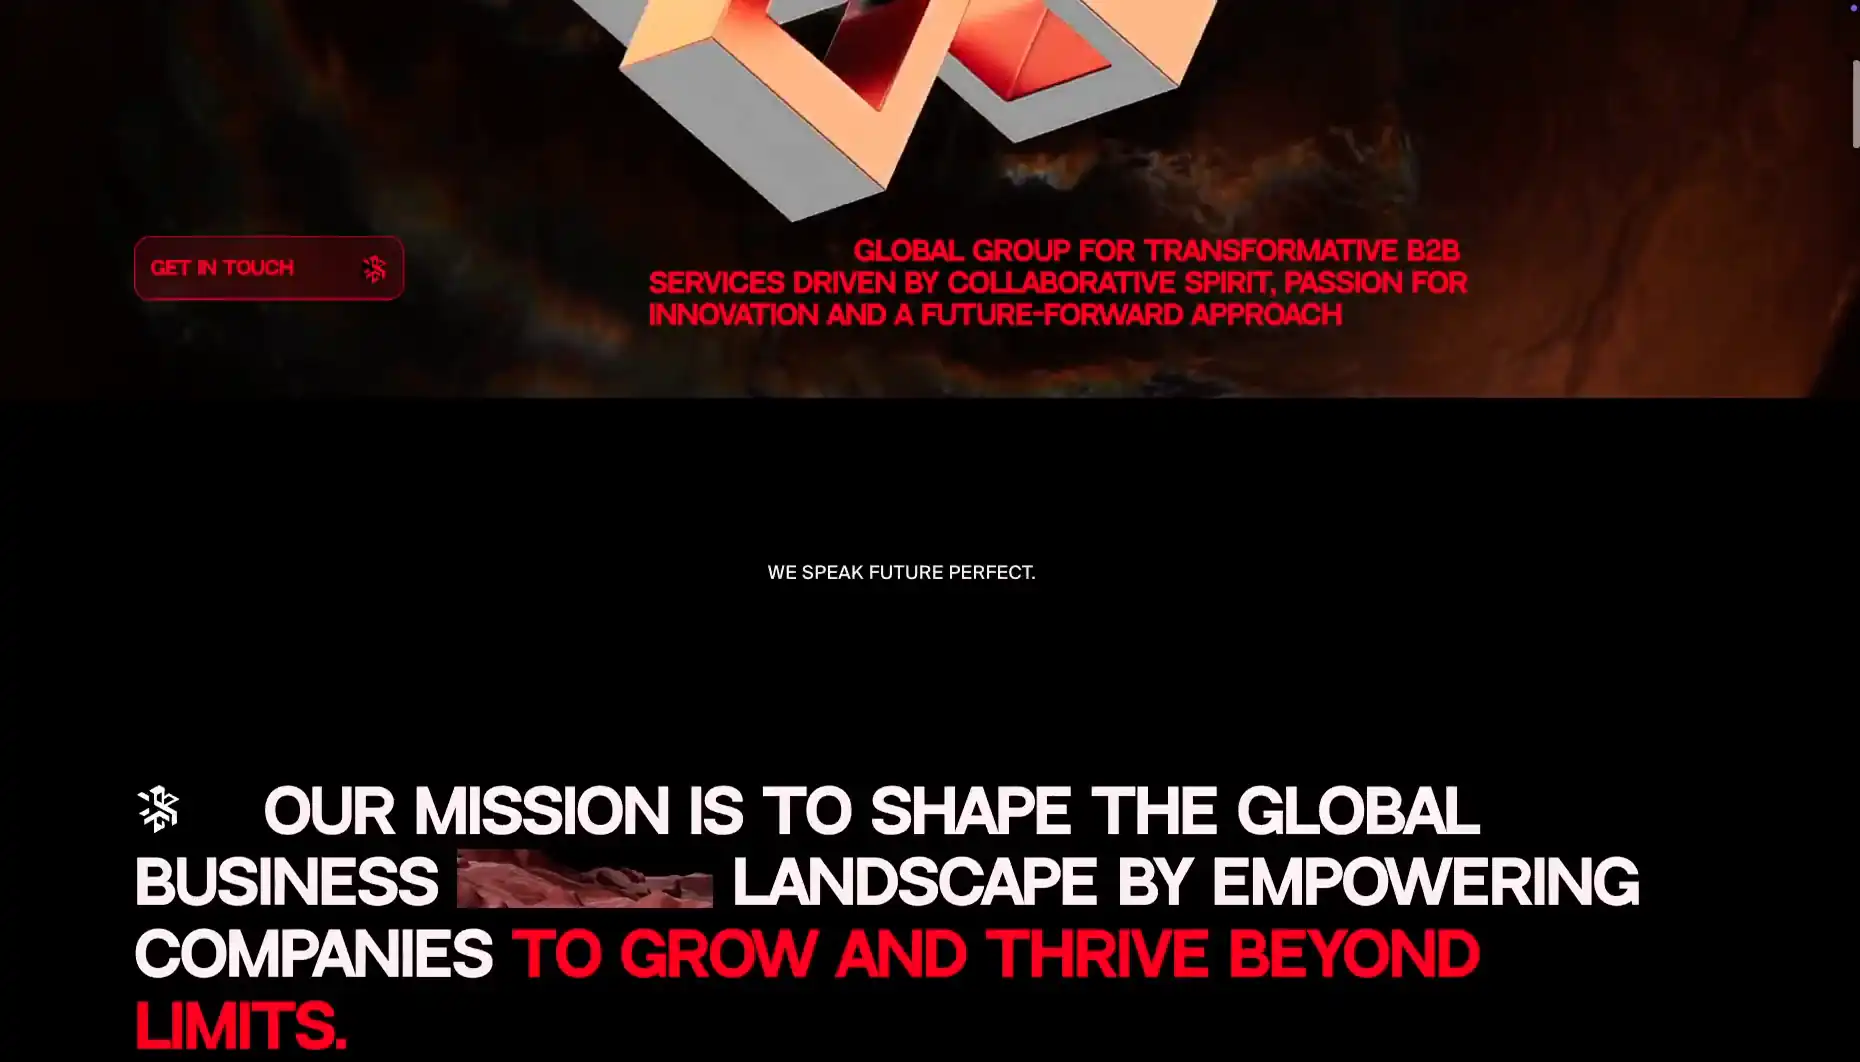 GET IN TOUCH
GLOBAL GROUP FOR TRANSFORMATIVE B2B
SERVICES DRIVEN BY COLLABORATIVE SPIRIT, PASSION FOR
INNOVATION AND A FUTURE-FORWARD APPROACH
WE SPEAK FUTURE PERFECT.
OUR MISSION IS TO SHAPE THE GLOBAL
BUSINESS LANDSCAPE BY EMPOWERING
COMPANIES TO GROW AND THRIVE BEYOND
LIMITS.